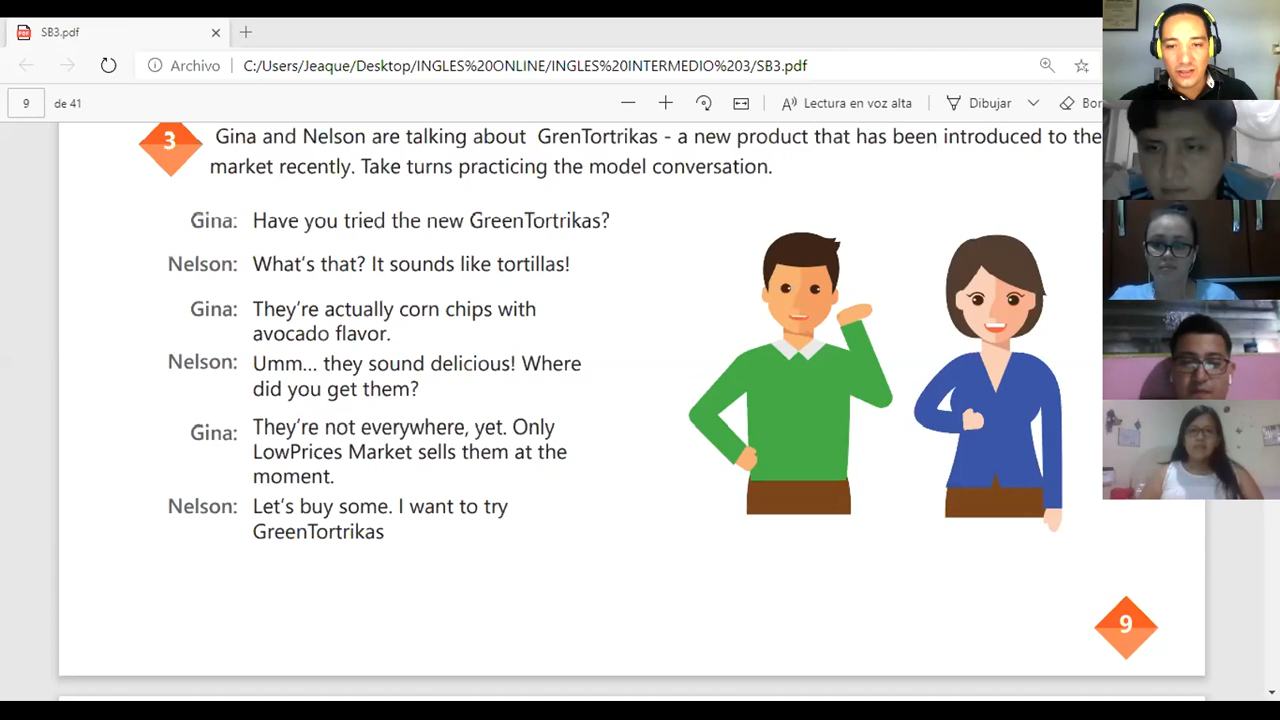 SB3.pdf
Archivo C:/Users/Jeaque/Desktop/INGLES%20ONLINE/INGLES%20INTERMEDIO%203/SB3.pdf
9 de 41 Lectura en voz alta Dibujar Bor
3 Gina and Nelson are talking about GrenTortrikas - a new product that has been introduced to the
market recently. Take turns practicing the model conversation.
Gina: Have you tried the new GreenTortrikas?
Nelson: What's that? It sounds like tortillas!
Gina: They're actually corn chips with
avocado flavor.
Nelson: Umm... they sound delicious! Where
did you get them?
Gina: They're not everywhere, yet. Only
LowPrices Market sells them at the
moment.
Nelson: Let's buy some. I want to try
GreenTortrikas
9